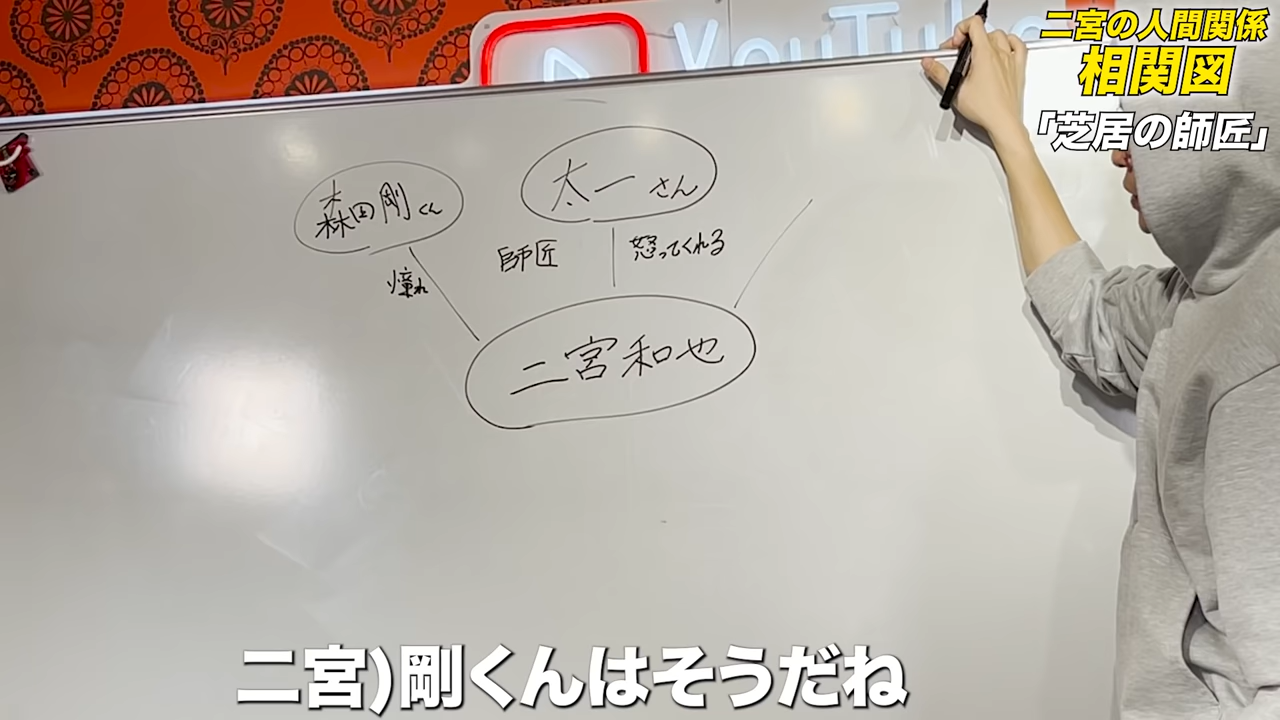 YouTube
二宮の人間関係
相関図
「芝居の師匠」
森田剛くん
太一さん
憧れ
師匠
怒ってくれる
二宮和也
二宮)剛くんはそうだね